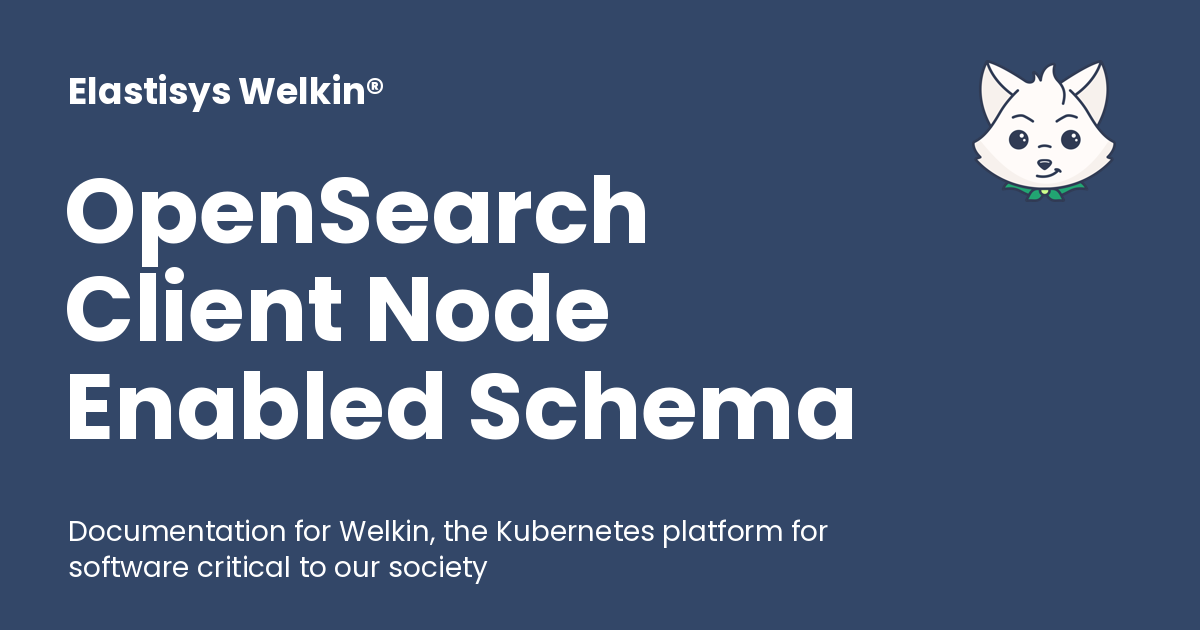 Elastisys Welkin®
OpenSearch
Client Node
Enabled Schema
Documentation for Welkin, the Kubernetes platform for
software critical to our society